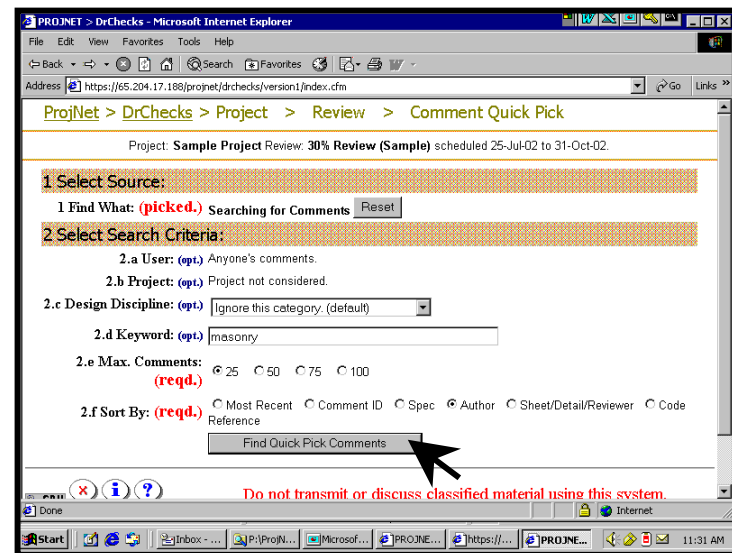 PROJNET > DrChecks - Microsoft Internet Explorer
File Edit View Favorites Tools Help
Back Search Favorites
Address https://65.204.17.188/projnet/drchecks/version1/index.cfm Go Links »
ProjNet > DrChecks > Project > Review > Comment Quick Pick
Project: Sample Project Review: 30% Review (Sample) scheduled 25-Jul-02 to 31-Oct-02.
1 Select Source:
1 Find What: (picked.) Searching for Comments Reset
2 Select Search Criteria:
2.a User: (opt.) Anyone's comments.
2.b Project: (opt.) Project not considered.
2.c Design Discipline: (opt.) Ignore this category. (default)
2.d Keyword: (opt.) masonry
2.e Max. Comments: (reqd.) 25 50 75 100
2.f Sort By: (reqd.) Most Recent Comment ID Spec Author Sheet/Detail/Reviewer Code
Reference
Find Quick Pick Comments
Do not transmit or discuss classified material using this system.
Done Internet
Start Inbox - ... P:\ProjN... Microsof... PROJNE... https://... PROJNE... 11:31 AM